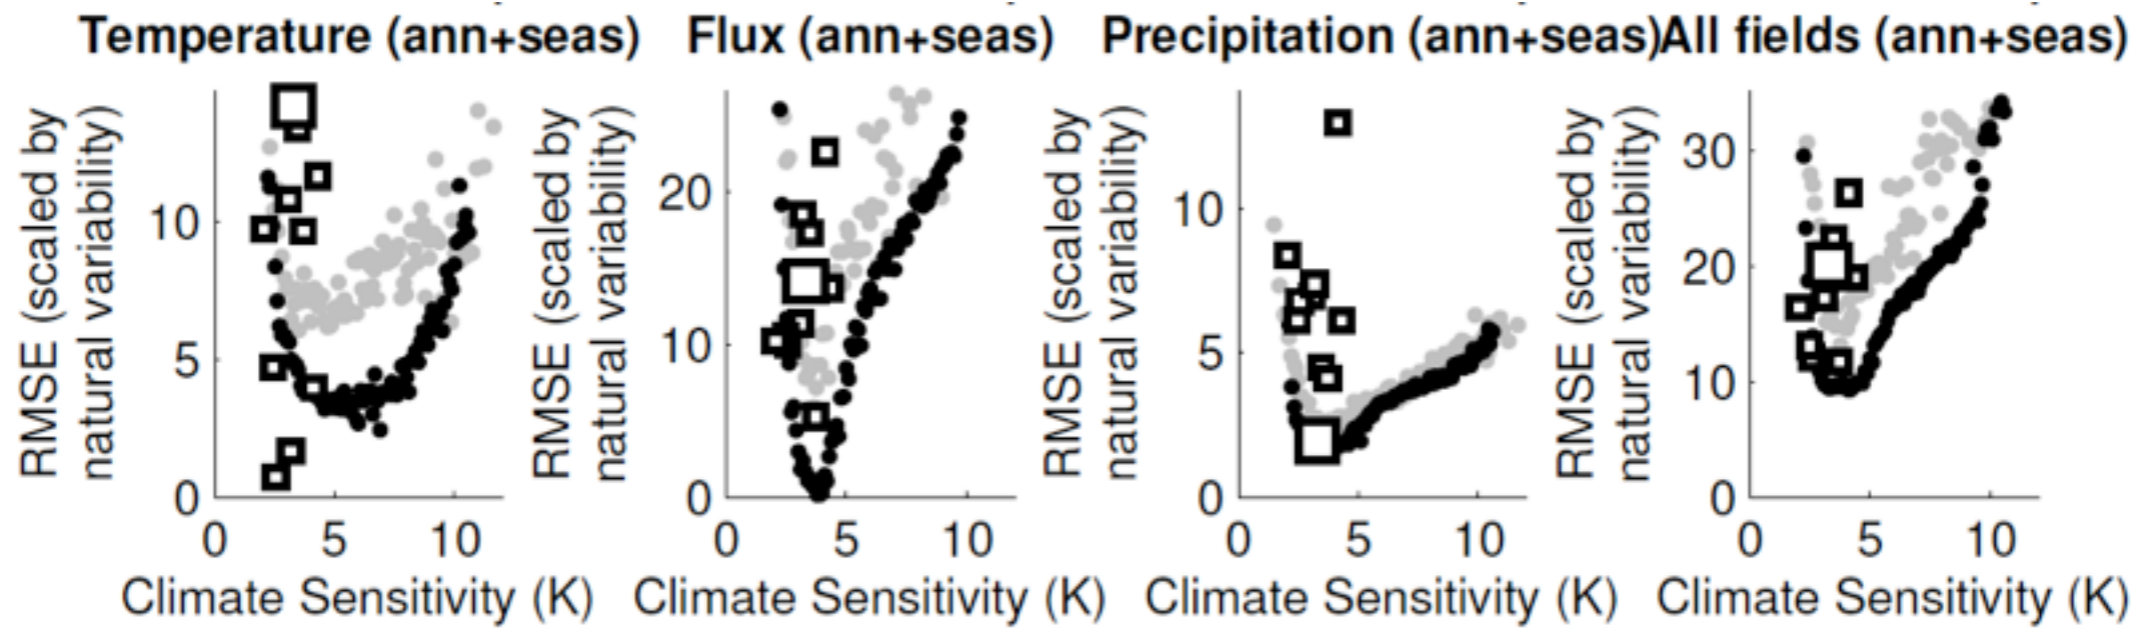 Temperature (ann+seas)
RMSE (scaled by
natural variability)
10
5
0
0 5 10
Climate Sensitivity (K)
Flux (ann+seas)
RMSE (scaled by
natural variability)
20
10
0
0 5 10
Climate Sensitivity (K)
Precipitation (ann+seas)
RMSE (scaled by
natural variability)
10
5
0
0 5 10
Climate Sensitivity (K)
All fields (ann+seas)
RMSE (scaled by
natural variability)
30
20
10
0
0 5 10
Climate Sensitivity (K)